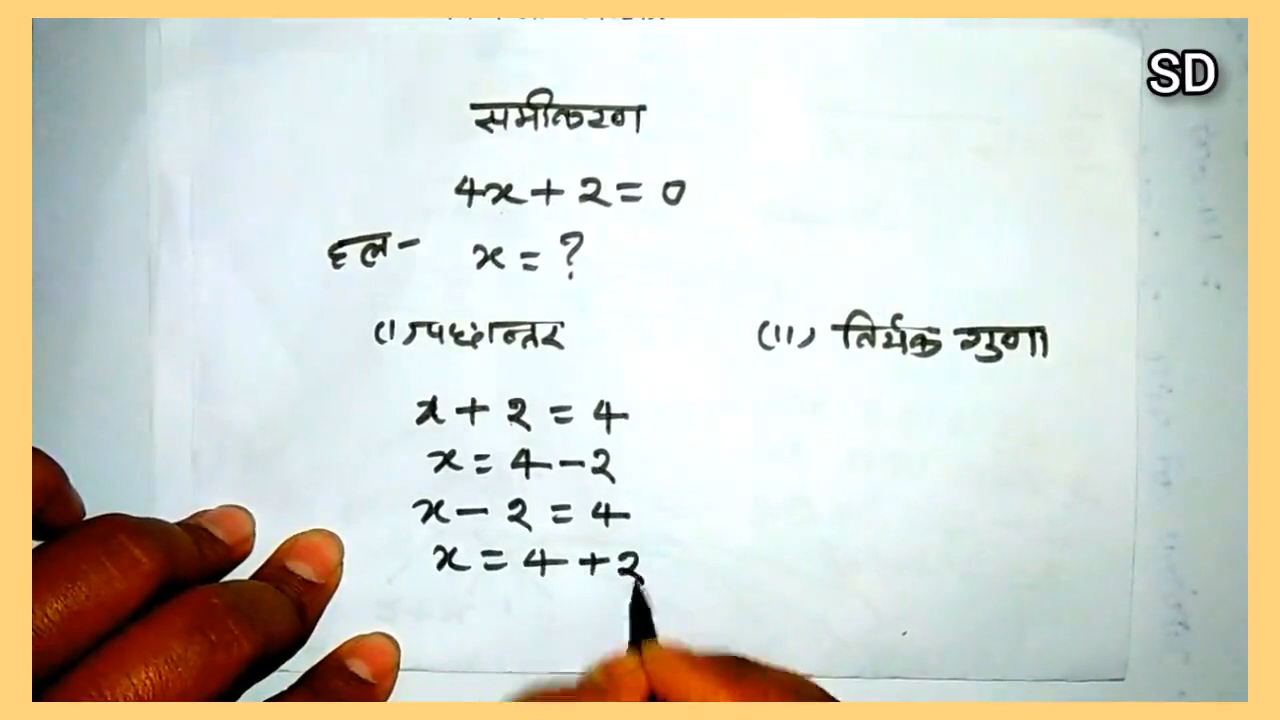 SD
समीकरण
4x + 2 = 0
हल- x = ?
(i) पक्षान्तर
(ii) तिर्यक गुणा
x + 2 = 4
x = 4 - 2
x - 2 = 4
x = 4 + 2